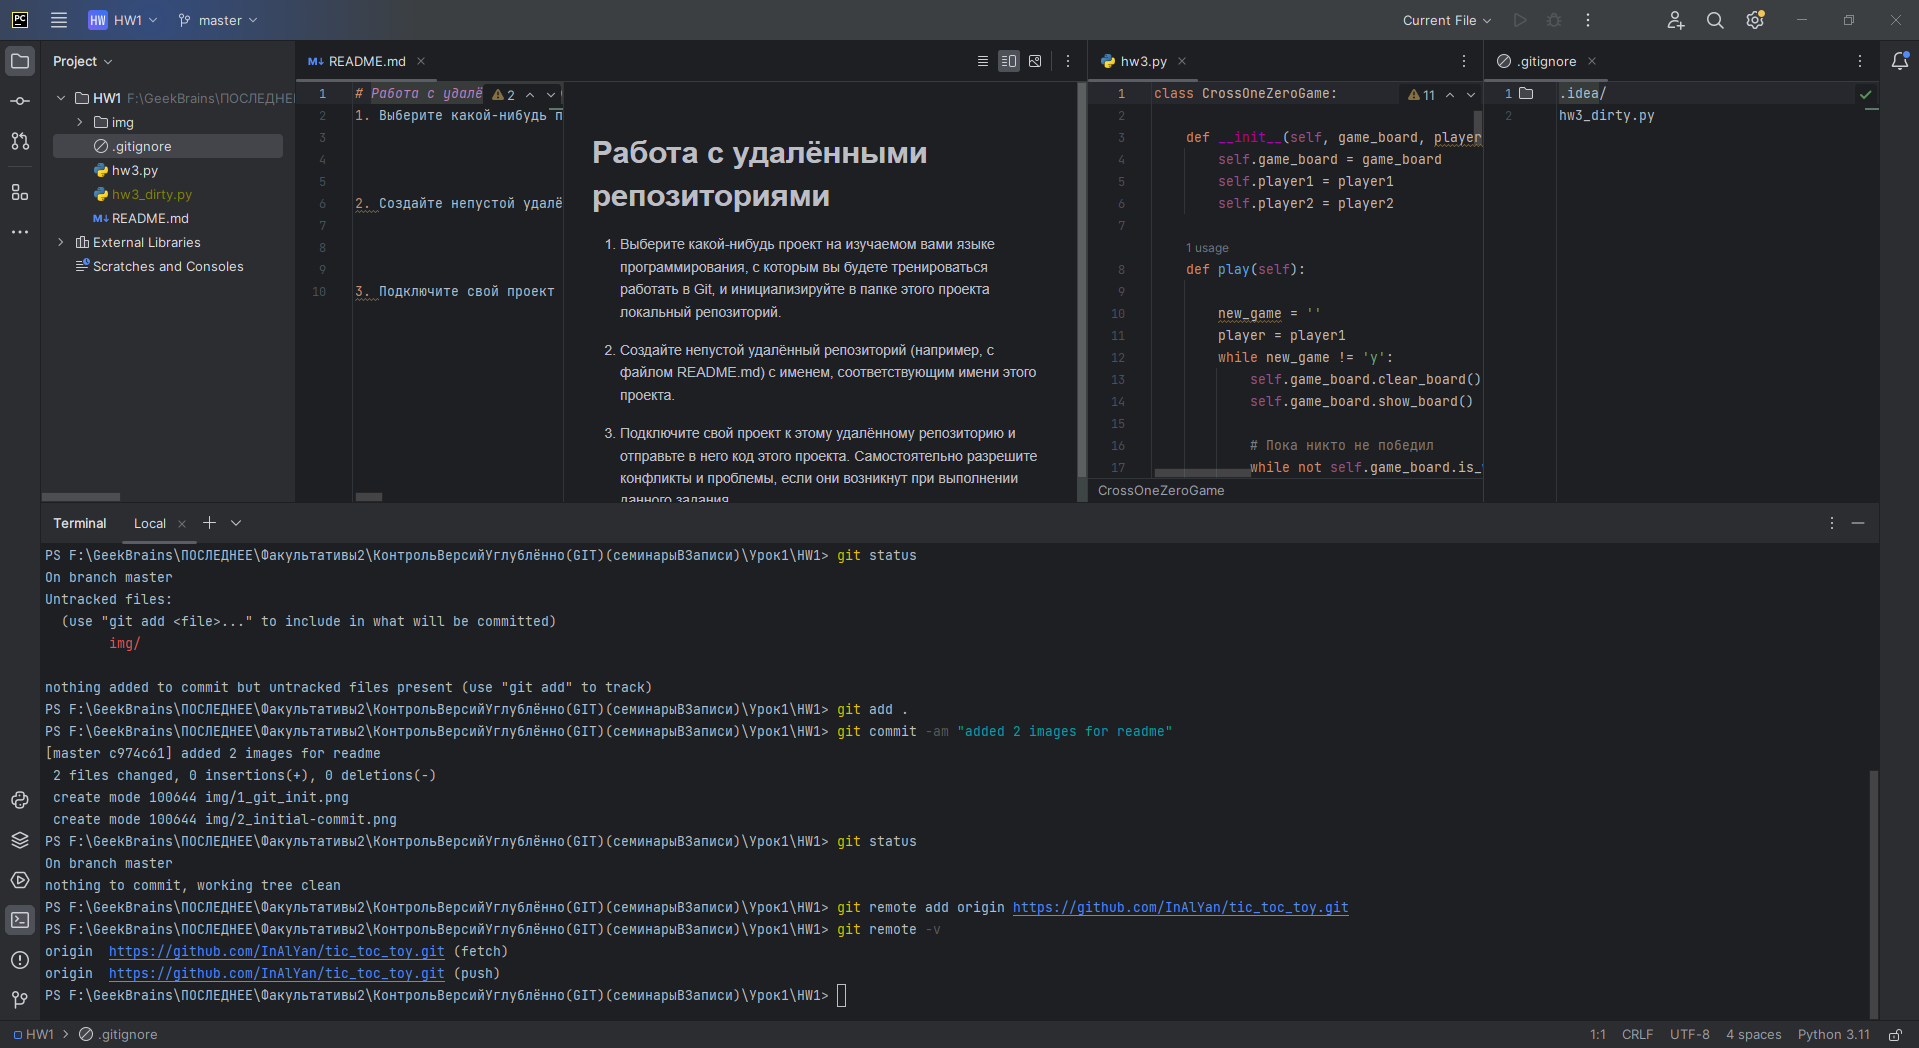 PC HW HW1 master Current File
Project
HW1 F:\GeekBrains\ПОСЛЕДНЕЕ
img
.gitignore
hw3.py
hw3_dirty.py
M↓ README.md
External Libraries
Scratches and Consoles
M↓ README.md
2
1 # Работа с удалё
2 1. Выберите какой-нибудь п
3
4
5
6 2. Создайте непустой удалё
7
8
9
10 3. Подключите свой проект
Работа с удалёнными
репозиториями
1. Выберите какой-нибудь проект на изучаемом вами языке
программирования, с которым вы будете тренироваться
работать в Git, и инициализируйте в папке этого проекта
локальный репозиторий.
2. Создайте непустой удалённый репозиторий (например, с
файлом README.md) с именем, соответствующим имени этого
проекта.
3. Подключите свой проект к этому удалённому репозиторию и
отправьте в него код этого проекта. Самостоятельно разрешите
конфликты и проблемы, если они возникнут при выполнении
данного задания
hw3.py
11
1 class CrossOneZeroGame:
2
3 def __init__(self, game_board, player
4 self.game_board = game_board
5 self.player1 = player1
6 self.player2 = player2
7
1 usage
8 def play(self):
9
10 new_game = ''
11 player = player1
12 while new_game != 'y':
13 self.game_board.clear_board()
14 self.game_board.show_board()
15
16 # Пока никто не победил
17 while not self.game_board.is_
CrossOneZeroGame
.gitignore
1 .idea/
2 hw3_dirty.py
Terminal Local
PS F:\GeekBrains\ПОСЛЕДНЕЕ\Факультативы2\КонтрольВерсийУглублённо(GIT)(семинарыВЗаписи)\Урок1\HW1> git status
On branch master
Untracked files:
(use "git add <file>..." to include in what will be committed)
img/
nothing added to commit but untracked files present (use "git add" to track)
PS F:\GeekBrains\ПОСЛЕДНЕЕ\Факультативы2\КонтрольВерсийУглублённо(GIT)(семинарыВЗаписи)\Урок1\HW1> git add .
PS F:\GeekBrains\ПОСЛЕДНЕЕ\Факультативы2\КонтрольВерсийУглублённо(GIT)(семинарыВЗаписи)\Урок1\HW1> git commit -am "added 2 images for readme"
[master c974c61] added 2 images for readme
2 files changed, 0 insertions(+), 0 deletions(-)
create mode 100644 img/1_git_init.png
create mode 100644 img/2_initial-commit.png
PS F:\GeekBrains\ПОСЛЕДНЕЕ\Факультативы2\КонтрольВерсийУглублённо(GIT)(семинарыВЗаписи)\Урок1\HW1> git status
On branch master
nothing to commit, working tree clean
PS F:\GeekBrains\ПОСЛЕДНЕЕ\Факультативы2\КонтрольВерсийУглублённо(GIT)(семинарыВЗаписи)\Урок1\HW1> git remote add origin https://github.com/InAlYan/tic_toc_toy.git
PS F:\GeekBrains\ПОСЛЕДНЕЕ\Факультативы2\КонтрольВерсийУглублённо(GIT)(семинарыВЗаписи)\Урок1\HW1> git remote -v
origin https://github.com/InAlYan/tic_toc_toy.git (fetch)
origin https://github.com/InAlYan/tic_toc_toy.git (push)
PS F:\GeekBrains\ПОСЛЕДНЕЕ\Факультативы2\КонтрольВерсийУглублённо(GIT)(семинарыВЗаписи)\Урок1\HW1>
HW1 > .gitignore 1:1 CRLF UTF-8 4 spaces Python 3.11